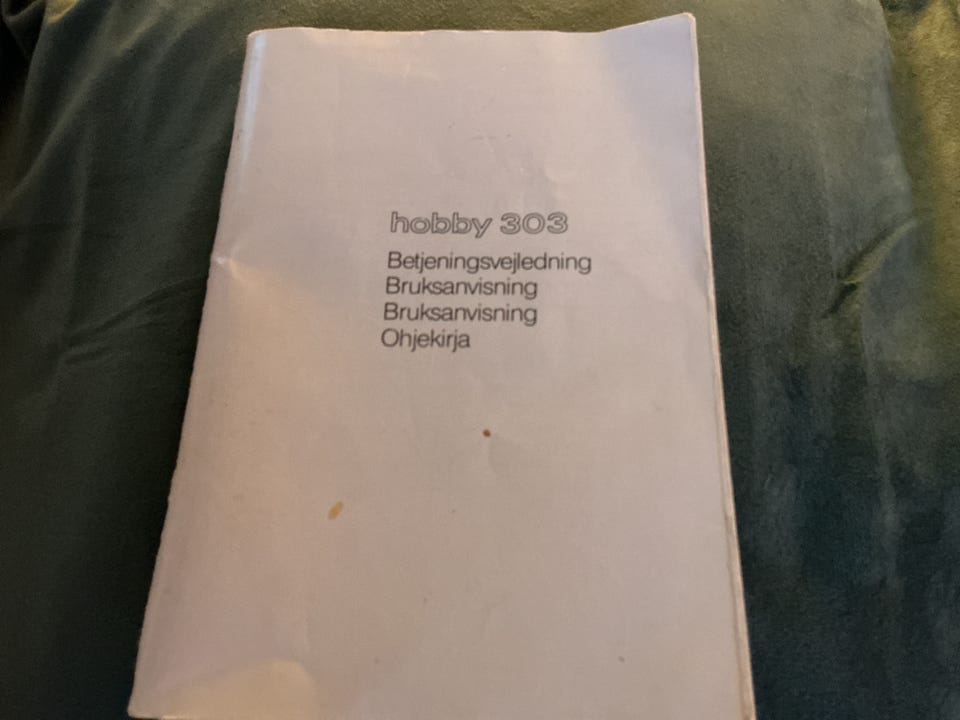 hobby 303
Betjeningsvejledning
Bruksanvisning
Bruksanvisning
Ohjekirja